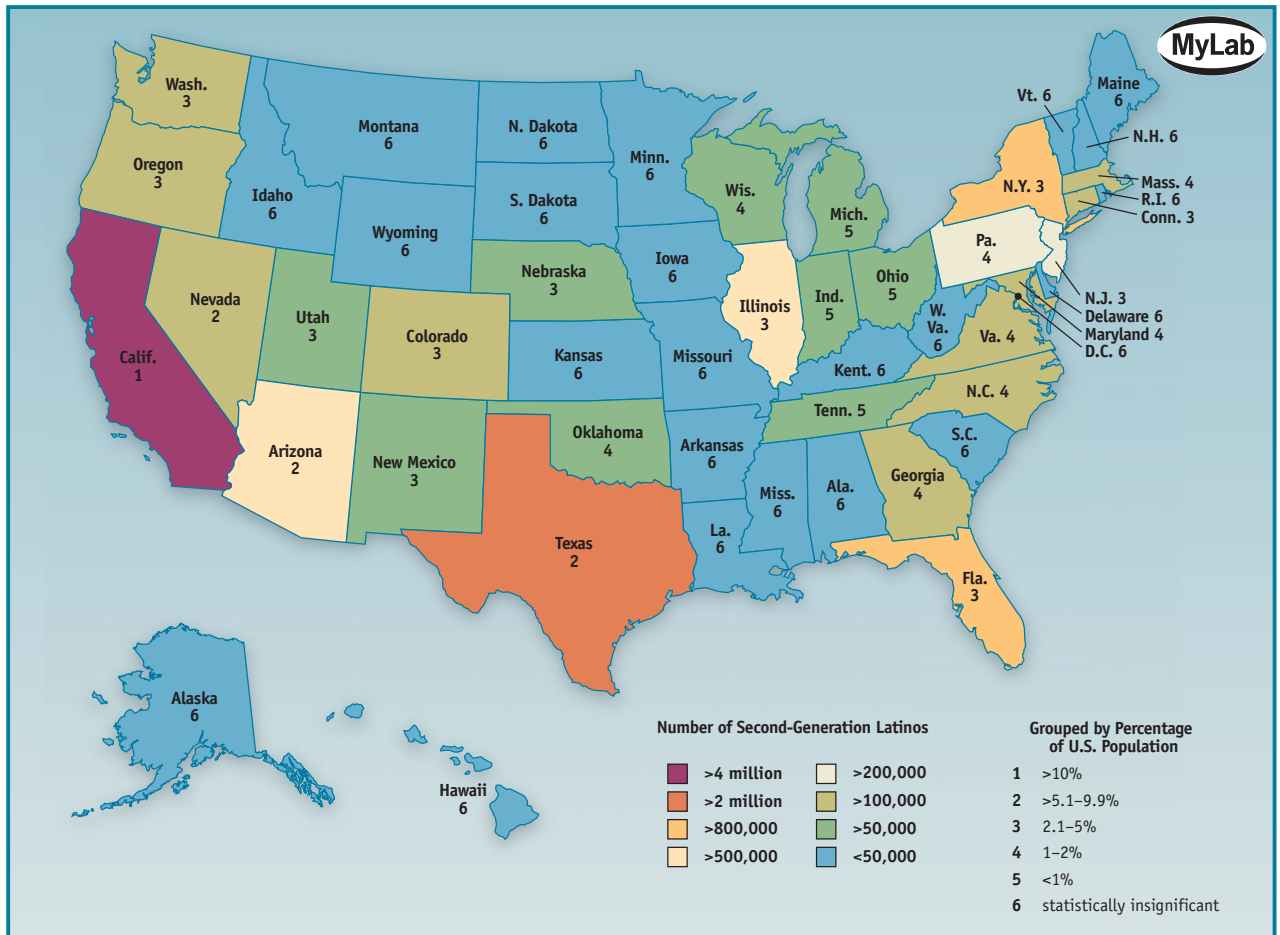 MyLab
Wash.
3
Oregon
3
Calif.
1
Nevada
2
Idaho
6
Montana
6
Wyoming
6
Utah
3
Arizona
2
Colorado
3
New Mexico
3
N. Dakota
6
S. Dakota
6
Nebraska
3
Kansas
6
Oklahoma
4
Texas
2
Minn.
6
Iowa
6
Missouri
6
Arkansas
6
La.
6
Wis.
4
Illinois
3
Mich.
5
Ind.
5
Ohio
5
Kent. 6
Tenn. 5
Miss.
6
Ala.
6
Georgia
4
Fla.
3
S.C.
6
N.C. 4
Va. 4
W.
Va.
6
Pa.
4
N.Y. 3
Vt. 6
Maine
6
N.H. 6
Mass. 4
R.I. 6
Conn. 3
N.J. 3
Delaware 6
Maryland 4
D.C. 6
Alaska
6
Hawaii
6
Number of Second-Generation Latinos
>4 million
>2 million
>800,000
>500,000
>200,000
>100,000
>50,000
<50,000
Grouped by Percentage
of U.S. Population
1 >10%
2 >5.1–9.9%
3 2.1–5%
4 1–2%
5 <1%
6 statistically insignificant